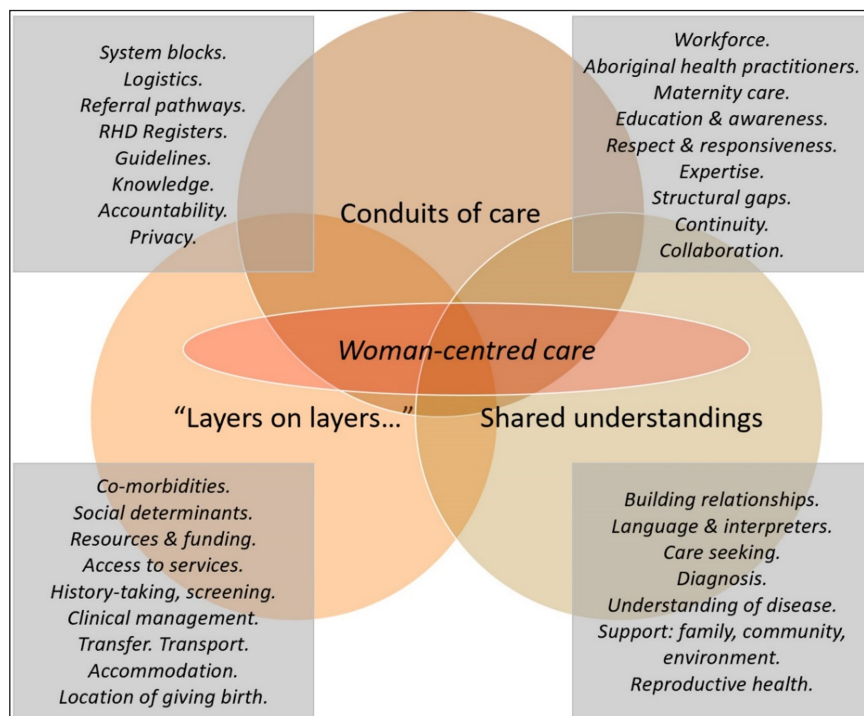 System blocks.
Logistics.
Referral pathways.
RHD Registers.
Guidelines.
Knowledge.
Accountability.
Privacy.
Workforce.
Aboriginal health practitioners.
Maternity care.
Education & awareness.
Respect & responsiveness.
Expertise.
Structural gaps.
Continuity.
Collaboration.
Conduits of care
Woman-centred care
“Layers on layers…”
Shared understandings
Co-morbidities.
Social determinants.
Resources & funding.
Access to services.
History-taking, screening.
Clinical management.
Transfer. Transport.
Accommodation.
Location of giving birth.
Building relationships.
Language & interpreters.
Care seeking.
Diagnosis.
Understanding of disease.
Support: family, community,
environment.
Reproductive health.